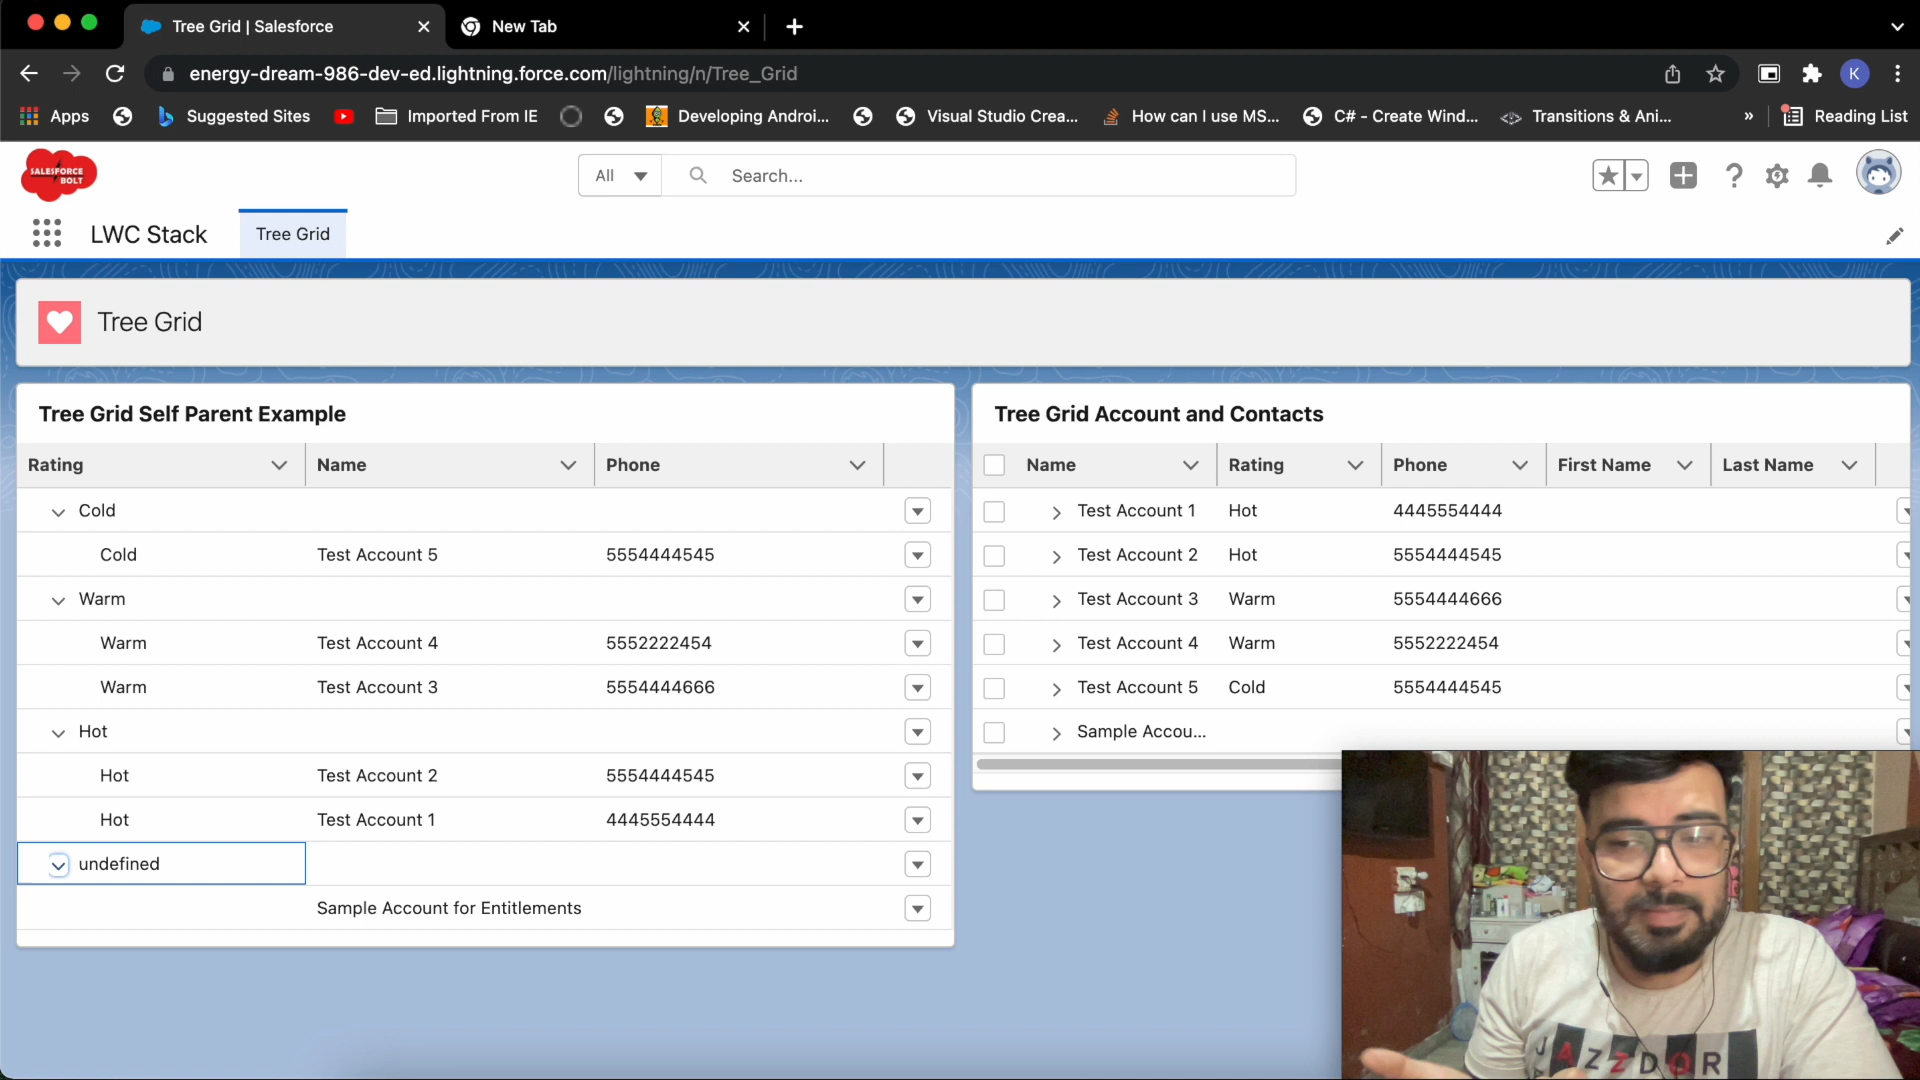 Tree Grid | Salesforce
New Tab
energy-dream-986-dev-ed.lightning.force.com/lightning/n/Tree_Grid
K
Apps
Suggested Sites
Imported From IE
Developing Androi...
Visual Studio Crea...
How can I use MS...
C# - Create Wind...
Transitions & Ani...
»
Reading List
SALESFORCE
BOLT
All
Search...
LWC Stack
Tree Grid
Tree Grid
Tree Grid Self Parent Example
Rating Name Phone
Cold
Cold Test Account 5 5554444545
Warm
Warm Test Account 4 5552222454
Warm Test Account 3 5554444666
Hot
Hot Test Account 2 5554444545
Hot Test Account 1 4445554444
undefined
Sample Account for Entitlements
Tree Grid Account and Contacts
Name Rating Phone First Name Last Name
Test Account 1 Hot 4445554444
Test Account 2 Hot 5554444545
Test Account 3 Warm 5554444666
Test Account 4 Warm 5552222454
Test Account 5 Cold 5554444545
Sample Accou...
JAZZDOR